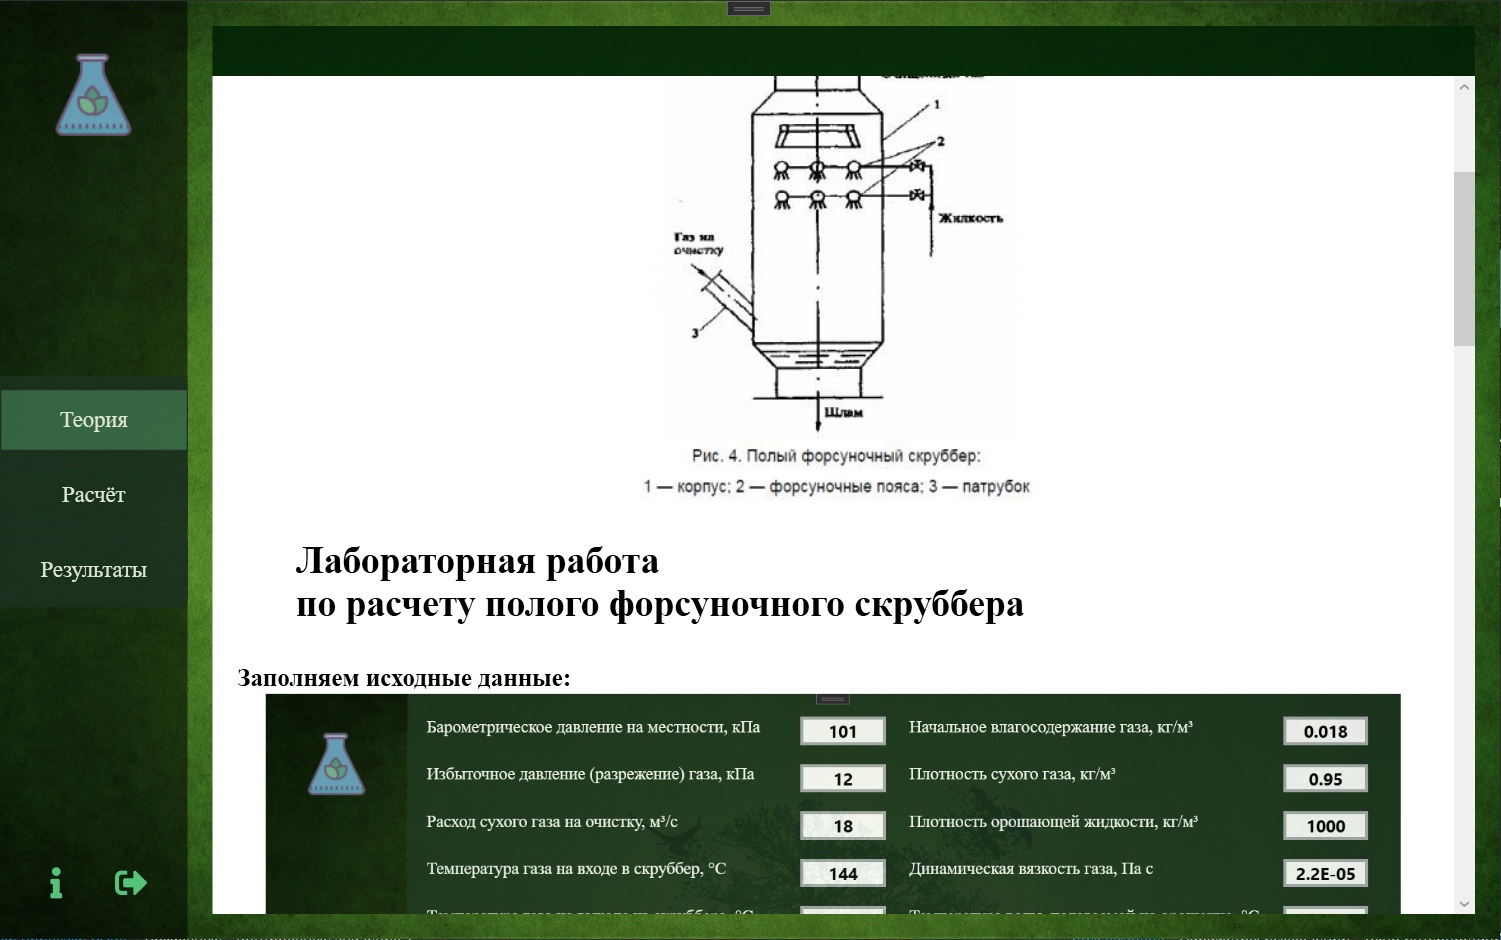 Теория
Расчёт
Результаты
1
2
Жидкость
Газ на
очистку
3
Шлам
Рис. 4. Полый форсуночный скруббер:
1 — корпус; 2 — форсуночные пояса; 3 — патрубок
Лабораторная работа
по расчету полого форсуночного скруббера
Заполняем исходные данные:
Барометрическое давление на местности, кПа 101 Начальное влагосодержание газа, кг/м³ 0.018
Избыточное давление (разрежение) газа, кПа 12 Плотность сухого газа, кг/м³ 0.95
Расход сухого газа на очистку, м³/с 18 Плотность орошающей жидкости, кг/м³ 1000
Температура газа на входе в скруббер, °С 144 Динамическая вязкость газа, Па с 2.2E-05